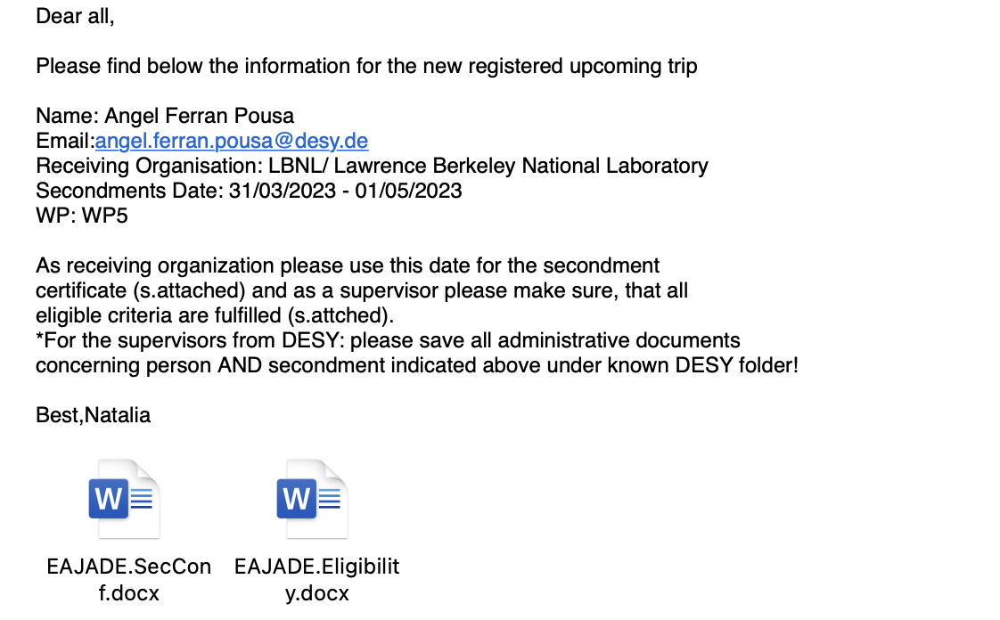 Dear all,
Please find below the information for the new registered upcoming trip
Name: Angel Ferran Pousa
Email:angel.ferran.pousa@desy.de
Receiving Organisation: LBNL/ Lawrence Berkeley National Laboratory
Secondments Date: 31/03/2023 - 01/05/2023
WP: WP5
As receiving organization please use this date for the secondment
certificate (s.attached) and as a supervisor please make sure, that all
eligible criteria are fulfilled (s.attched).
*For the supervisors from DESY: please save all administrative documents
concerning person AND secondment indicated above under known DESY folder!
Best,Natalia
W
W
EAJADE.SecCon
f.docx
EAJADE.Eligibilit
y.docx